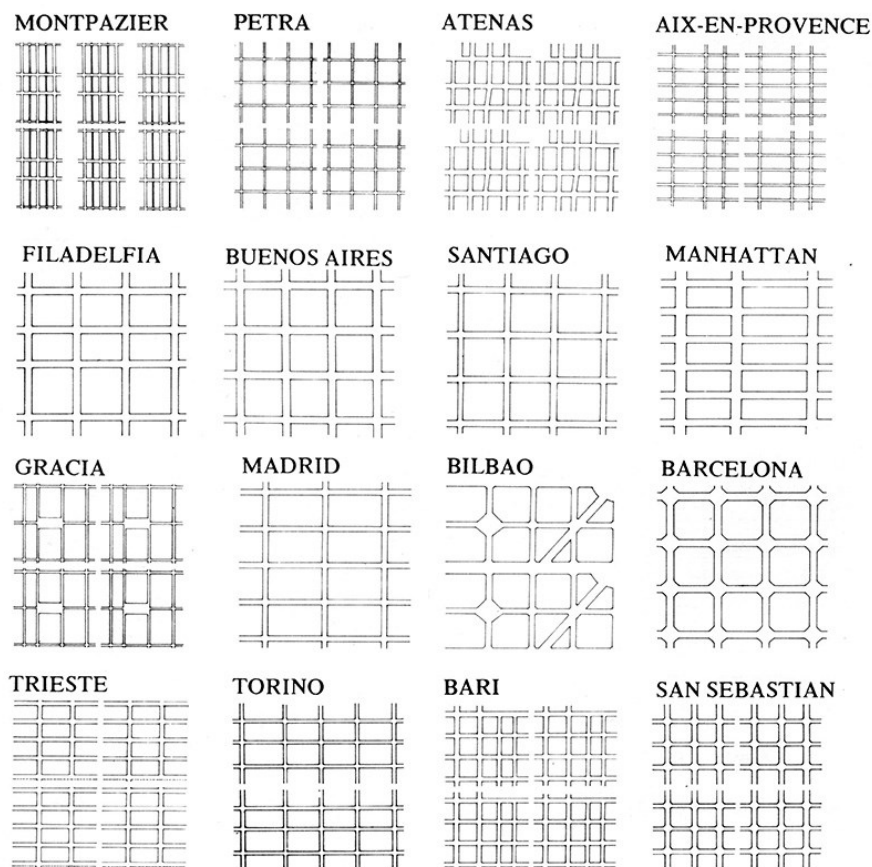 MONTPAZIER PETRA ATENAS AIX-EN-PROVENCE
FILADELFIA BUENOS AIRES SANTIAGO MANHATTAN
GRACIA MADRID BILBAO BARCELONA
TRIESTE TORINO BARI SAN SEBASTIAN